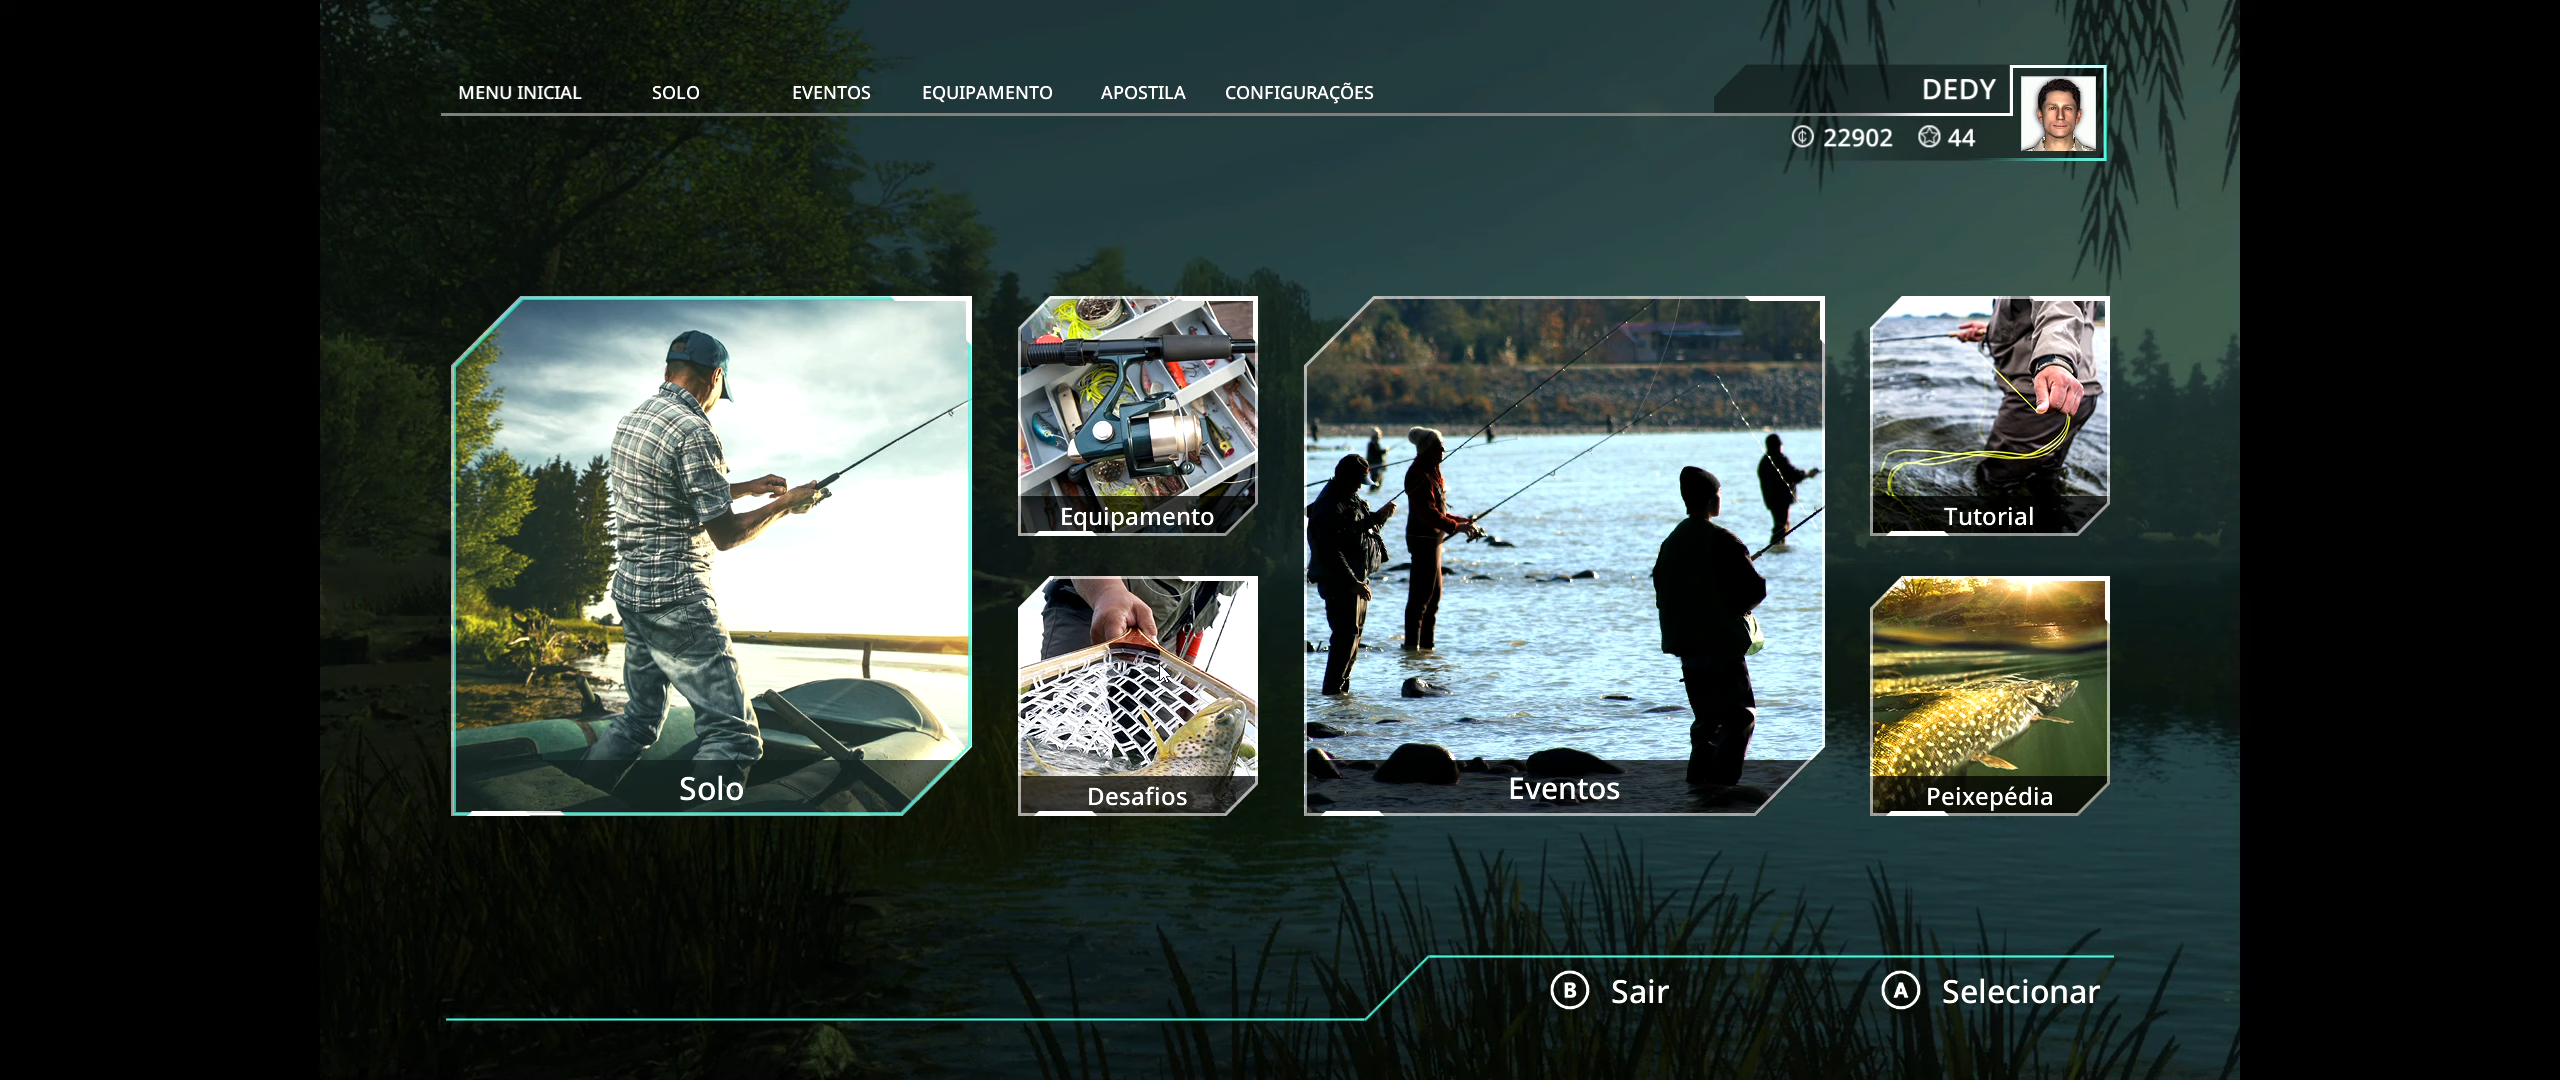 MENU INICIAL SOLO EVENTOS EQUIPAMENTO APOSTILA CONFIGURAÇÕES
DEDY
22902 44
Solo
Equipamento
Desafios
Eventos
Tutorial
Peixepédia
B Sair A Selecionar